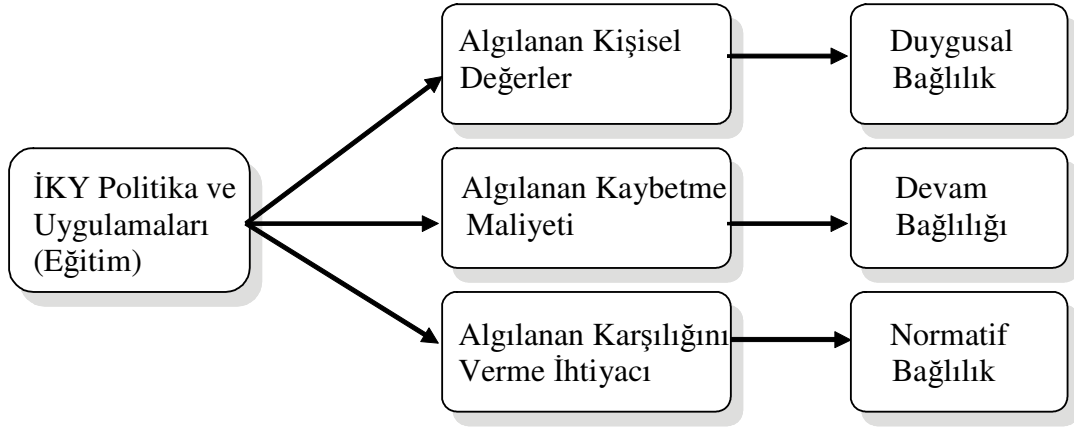 İKY Politika ve
Uygulamaları
(Eğitim)
Algılanan Kişisel
Değerler
Duygusal
Bağlılık
Algılanan Kaybetme
Maliyeti
Devam
Bağlılığı
Algılanan Karşılığını
Verme İhtiyacı
Normatif
Bağlılık